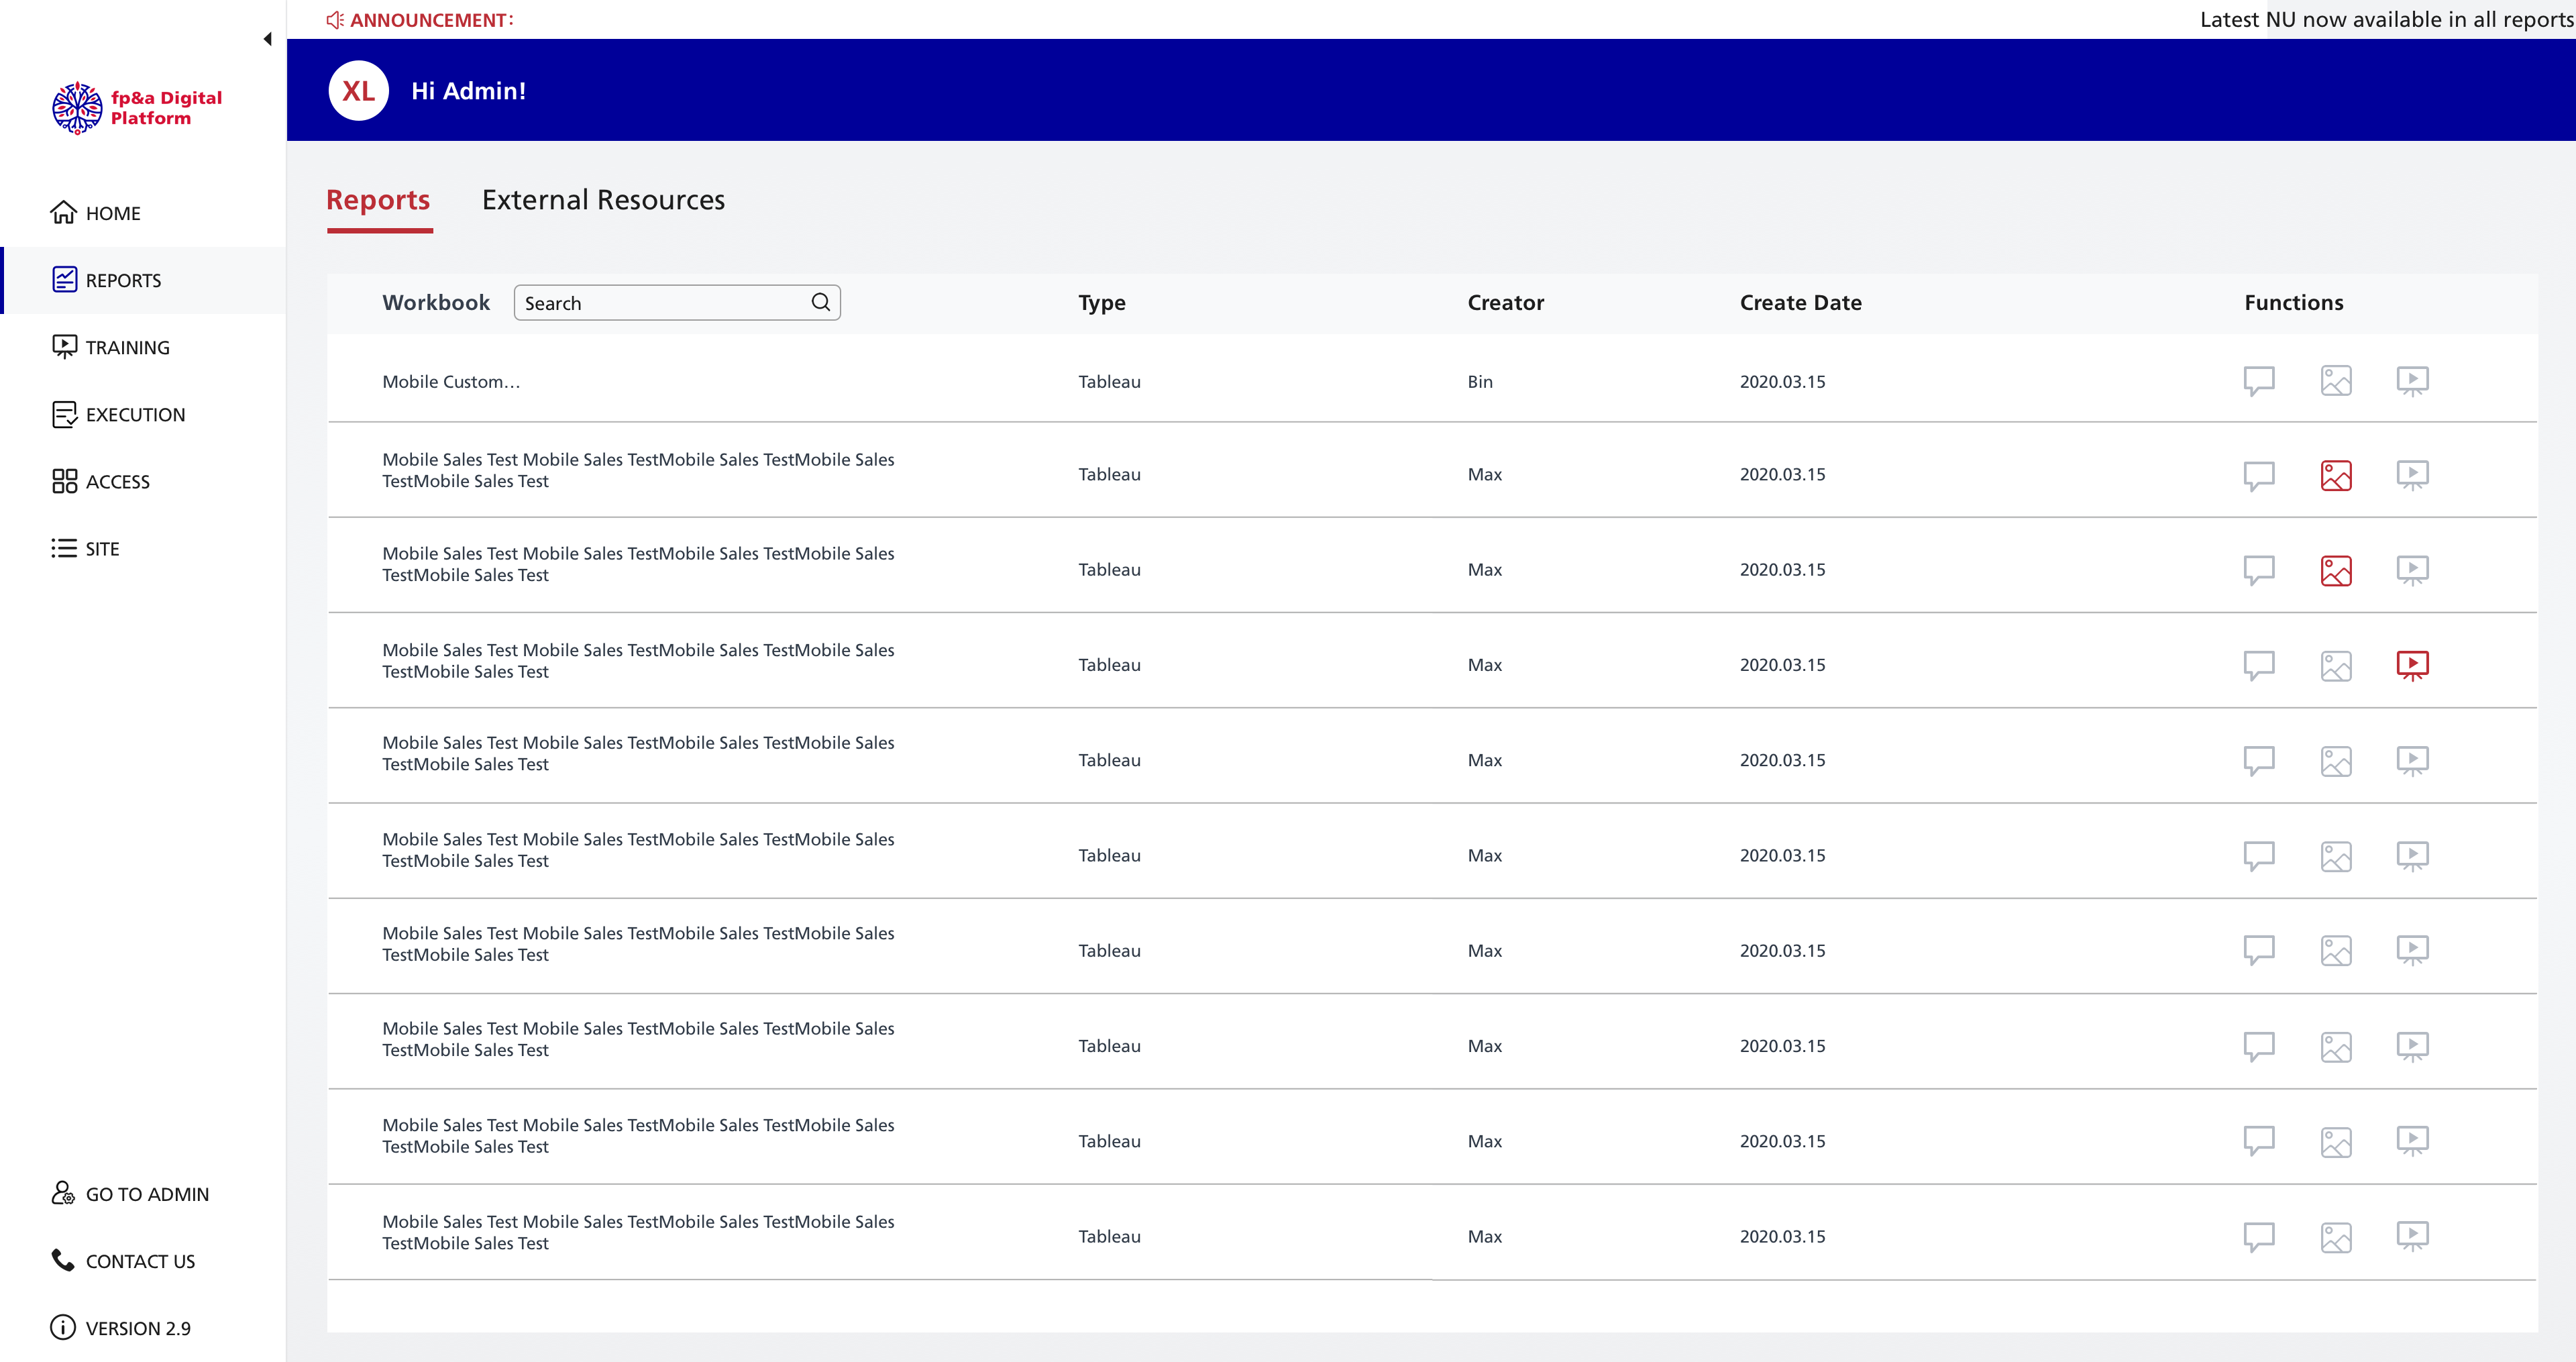 ANNOUNCEMENT:
Latest NU now available in all reports
fp&a Digital
Platform
XL
Hi Admin!
HOME
REPORTS
TRAINING
EXECUTION
ACCESS
SITE
GO TO ADMIN
CONTACT US
VERSION 2.9
Reports
External Resources
Workbook
Search
Type
Creator
Create Date
Functions
Mobile Custom...
Tableau
Bin
2020.03.15
Mobile Sales Test Mobile Sales TestMobile Sales TestMobile Sales
TestMobile Sales Test
Tableau
Max
2020.03.15
Mobile Sales Test Mobile Sales TestMobile Sales TestMobile Sales
TestMobile Sales Test
Tableau
Max
2020.03.15
Mobile Sales Test Mobile Sales TestMobile Sales TestMobile Sales
TestMobile Sales Test
Tableau
Max
2020.03.15
Mobile Sales Test Mobile Sales TestMobile Sales TestMobile Sales
TestMobile Sales Test
Tableau
Max
2020.03.15
Mobile Sales Test Mobile Sales TestMobile Sales TestMobile Sales
TestMobile Sales Test
Tableau
Max
2020.03.15
Mobile Sales Test Mobile Sales TestMobile Sales TestMobile Sales
TestMobile Sales Test
Tableau
Max
2020.03.15
Mobile Sales Test Mobile Sales TestMobile Sales TestMobile Sales
TestMobile Sales Test
Tableau
Max
2020.03.15
Mobile Sales Test Mobile Sales TestMobile Sales TestMobile Sales
TestMobile Sales Test
Tableau
Max
2020.03.15
Mobile Sales Test Mobile Sales TestMobile Sales TestMobile Sales
TestMobile Sales Test
Tableau
Max
2020.03.15